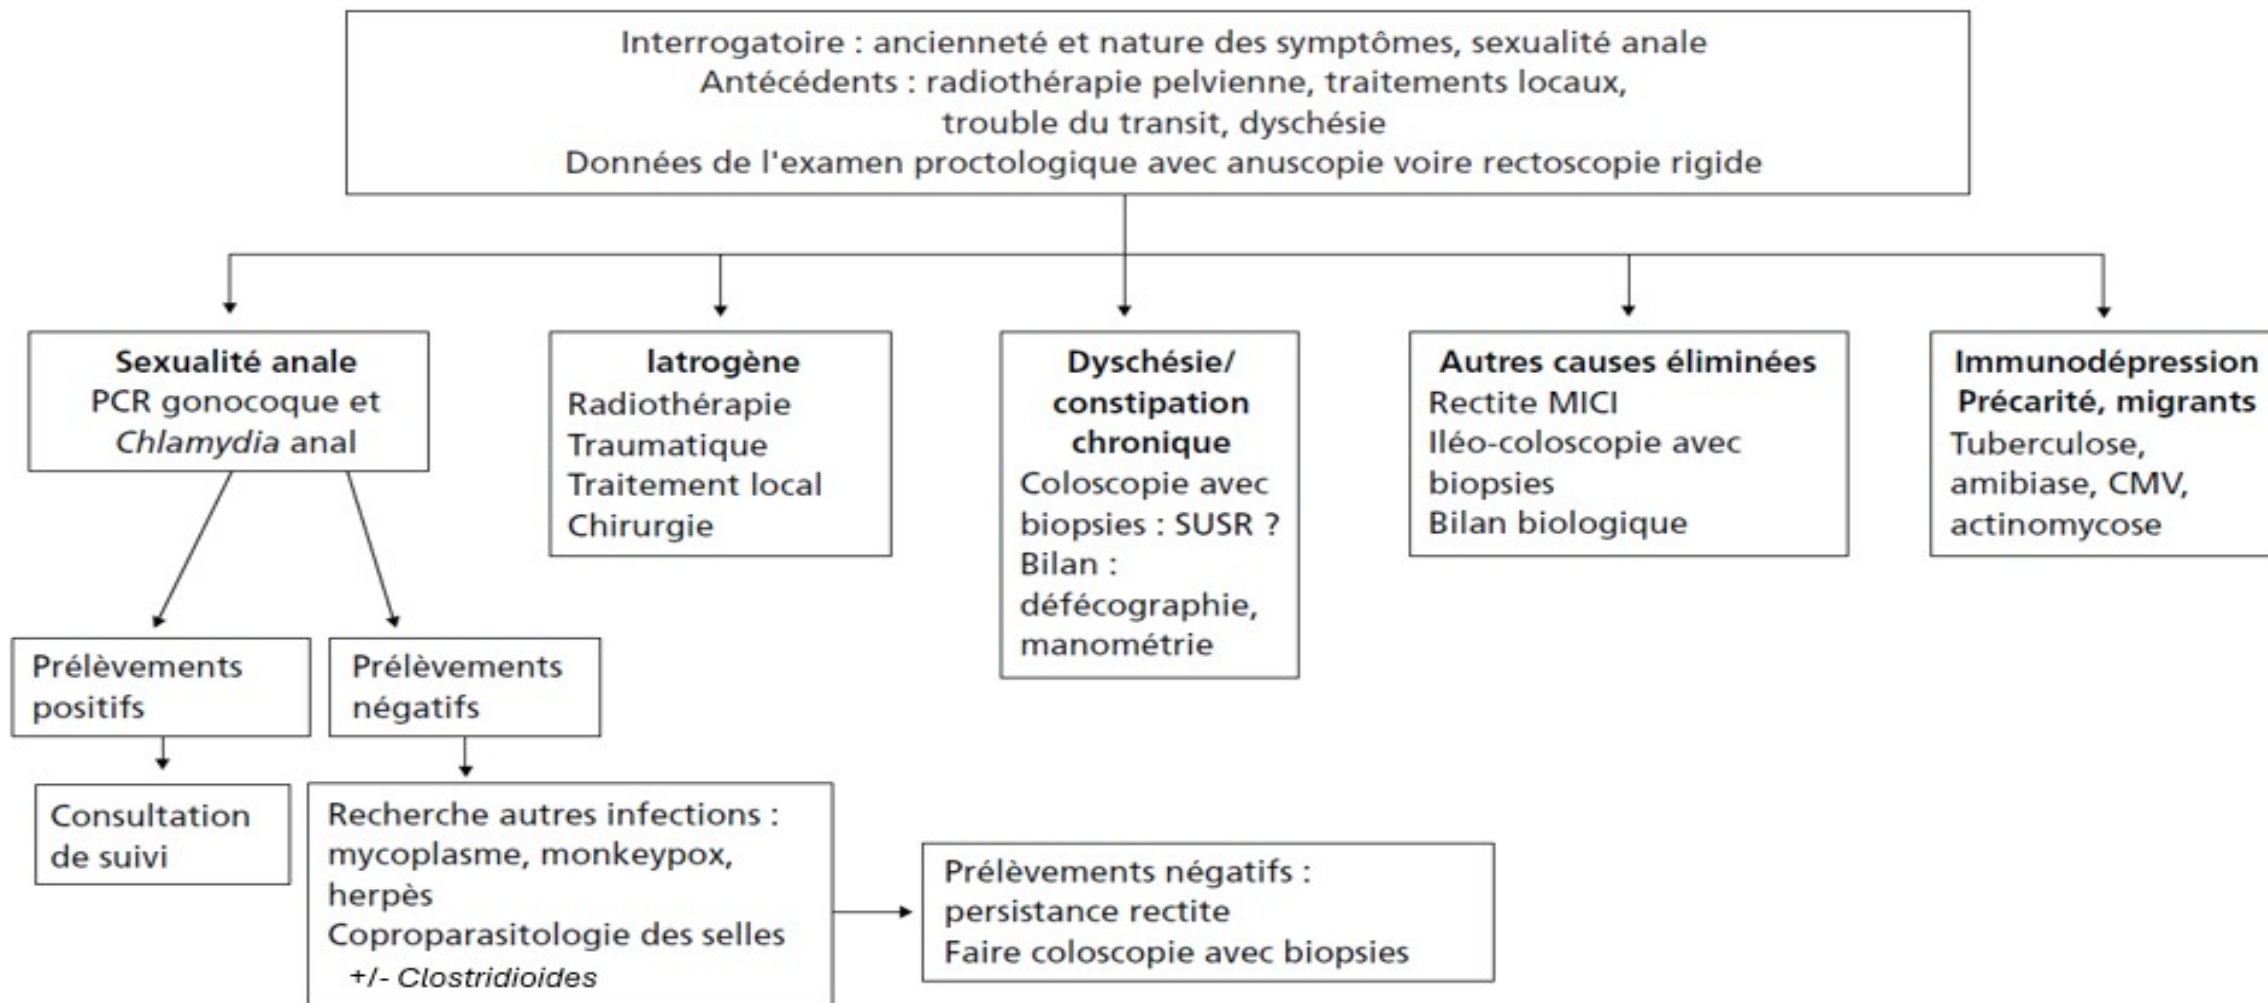 Interrogatoire : ancienneté et nature des symptômes, sexualité anale
Antécédents : radiothérapie pelvienne, traitements locaux,
trouble du transit, dyschésie
Données de l'examen proctologique avec anuscopie voire rectoscopie rigide
Sexualité anale
PCR gonocoque et
Chlamydia anal
Iatrogène
Radiothérapie
Traumatique
Traitement local
Chirurgie
Dyschésie/
constipation
chronique
Coloscopie avec
biopsies : SUSR ?
Bilan :
défécographie,
manométrie
Autres causes éliminées
Rectite MICI
Iléo-coloscopie avec
biopsies
Bilan biologique
Immunodépression
Précarité, migrants
Tuberculose,
amibiase, CMV,
actinomycose
Prélèvements
positifs
Prélèvements
négatifs
Consultation
de suivi
Recherche autres infections :
mycoplasme, monkeypox,
herpès
Coproparasitologie des selles
+/- Clostridioides
Prélèvements négatifs :
persistance rectite
Faire coloscopie avec biopsies